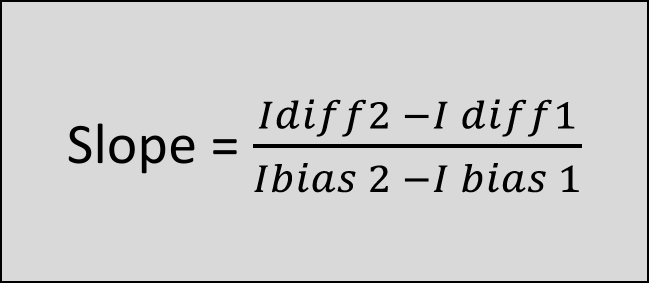 Slope = Idiff2 −I diff1
Ibias 2 −I bias 1